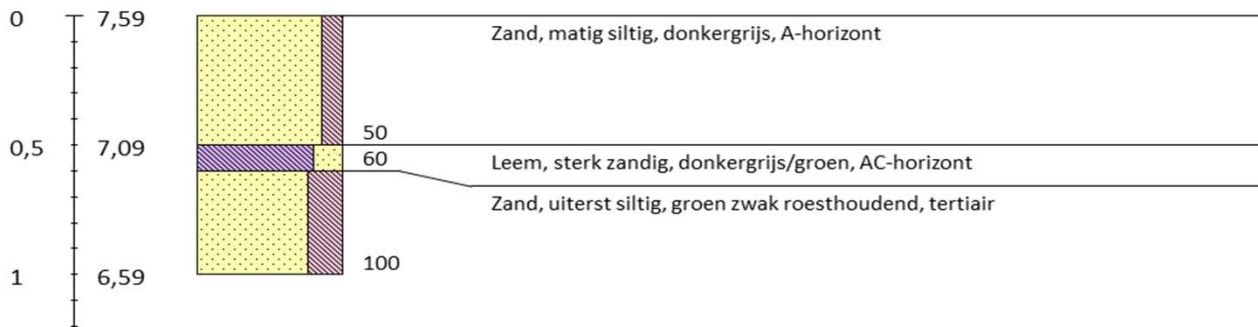 0 7,59
Zand, matig siltig, donkergrijs, A-horizont
50
0,5 7,09
60
Leem, sterk zandig, donkergrijs/groen, AC-horizont
Zand, uiterst siltig, groen zwak roesthoudend, tertiair
100
1 6,59